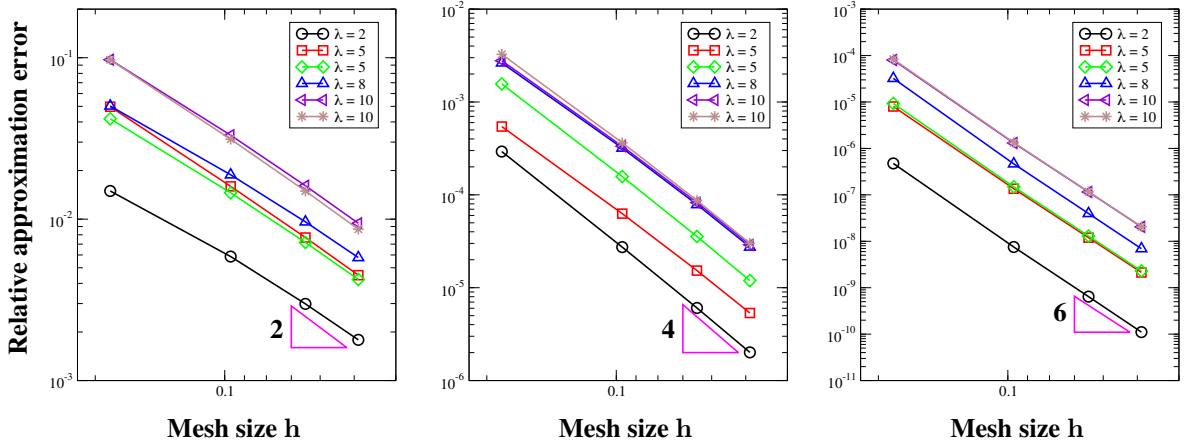 Relative approximation error
10^-1
10^-2
10^-3
0.1
λ = 2
λ = 5
λ = 5
λ = 8
λ = 10
λ = 10
2
Mesh size h
10^-2
10^-3
10^-4
10^-5
10^-6
0.1
λ = 2
λ = 5
λ = 5
λ = 8
λ = 10
λ = 10
4
Mesh size h
10^-3
10^-4
10^-5
10^-6
10^-7
10^-8
10^-9
10^-10
10^-11
0.1
λ = 2
λ = 5
λ = 5
λ = 8
λ = 10
λ = 10
6
Mesh size h